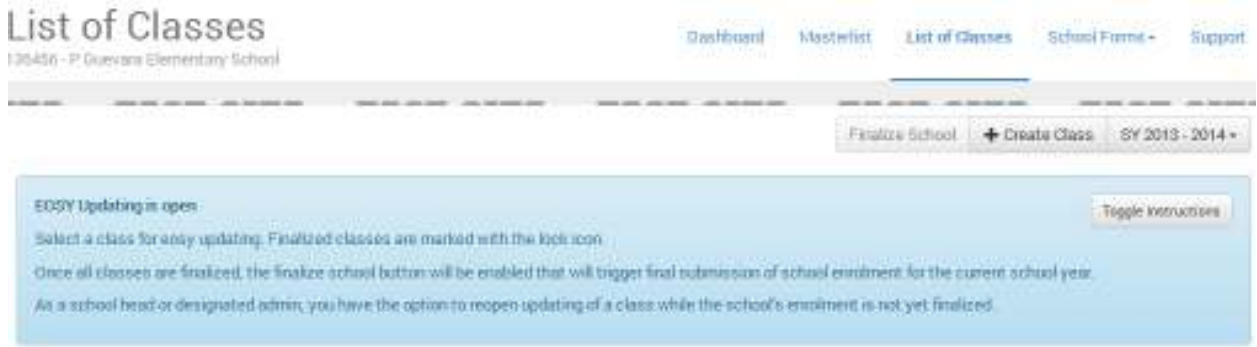 List of Classes
Dashboard Masterlist List of Classes School Forms Support
136456 - P Guevara Elementary School
Finalize School + Create Class SY 2013 - 2014
EOSY Updating is open
Toggle Instructions
Select a class for easy updating. Finalized classes are marked with the lock icon
Once all classes are finalized, the finalize school button will be enabled that will trigger final submission of school enrolment for the current school year.
As a school head or designated admin, you have the option to reopen updating of a class while the school's enrolment is not yet finalized.